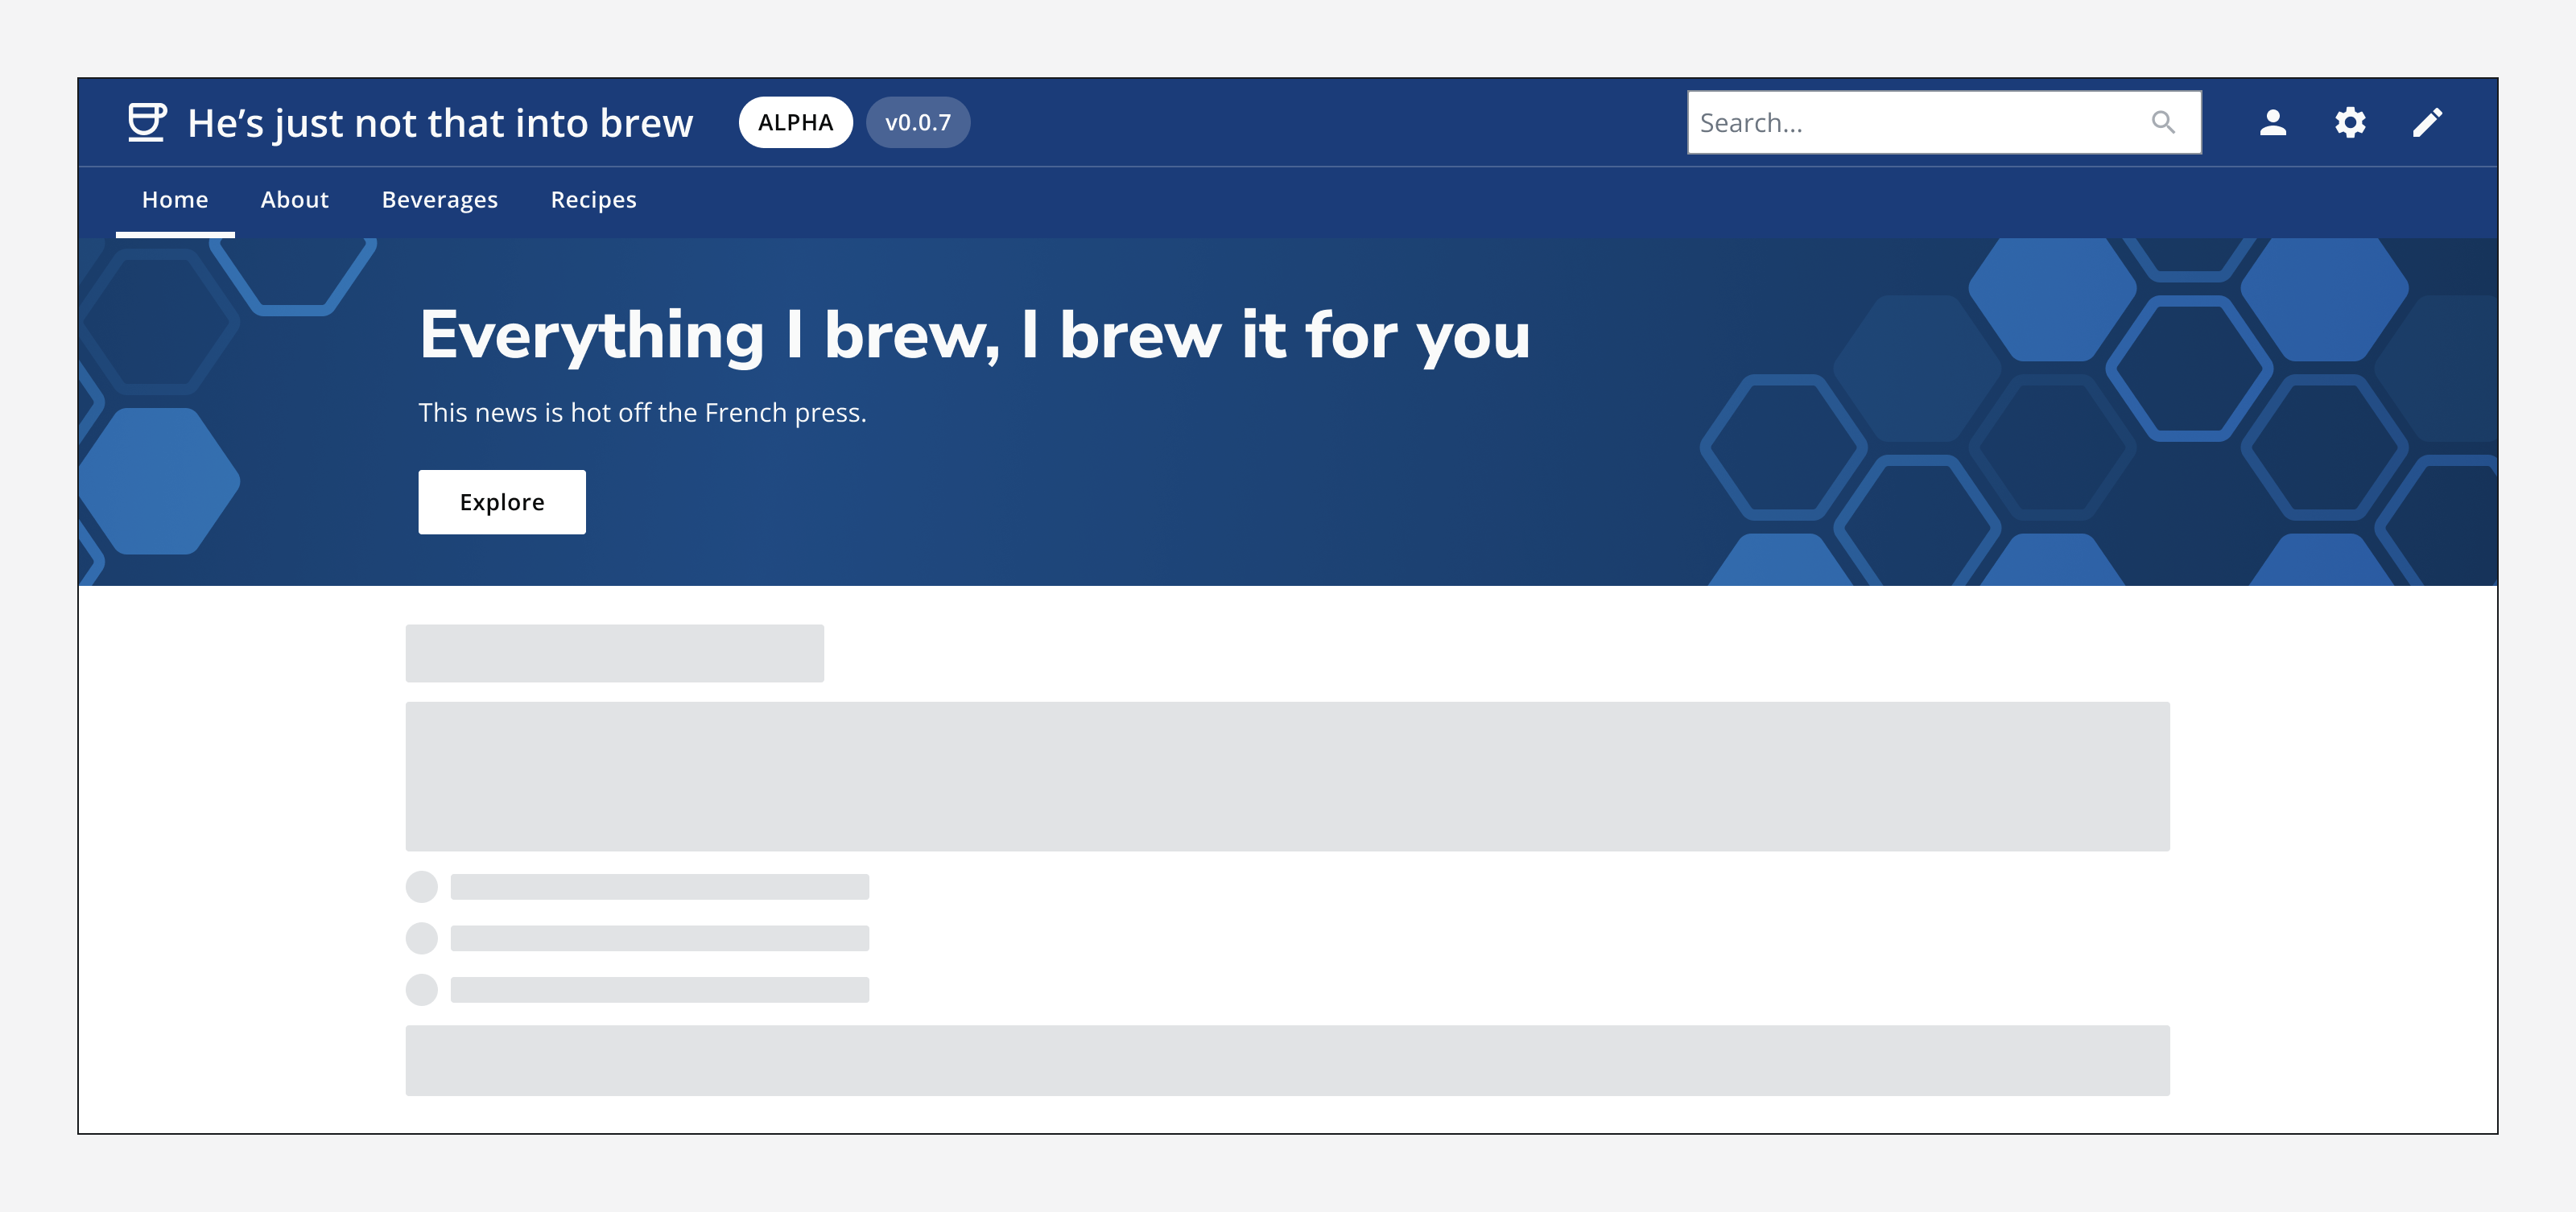 He’s just not that into brew
ALPHA
v0.0.7
Search...
Home
About
Beverages
Recipes
Everything I brew, I brew it for you
This news is hot off the French press.
Explore